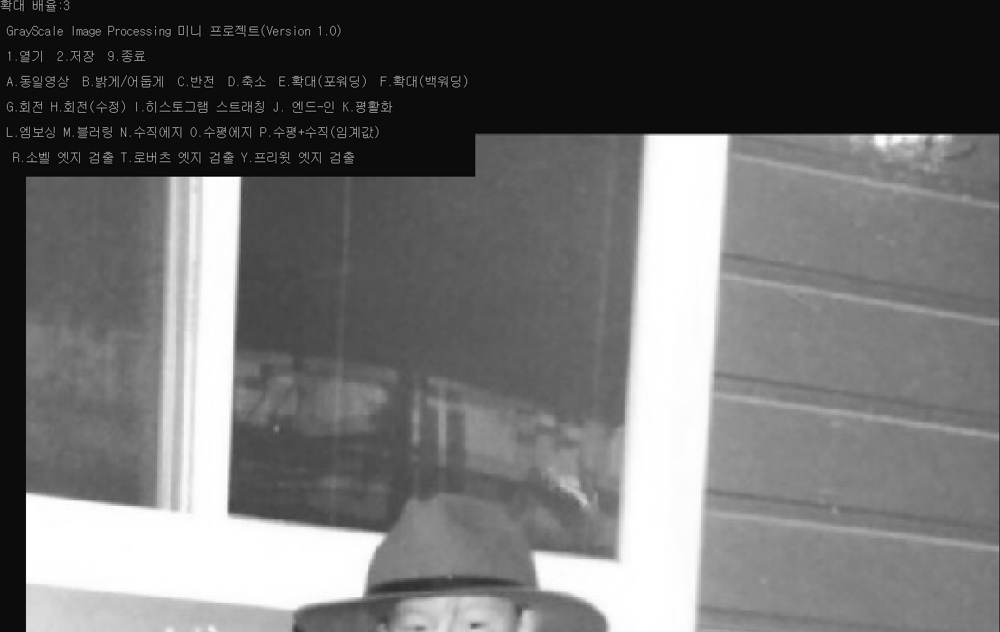 확대 배율:3
GrayScale Image Processing 미니 프로젝트(Version 1.0)
1.열기 2.저장 9.종료
A.동일영상 B.밝게/어둡게 C.반전 D.축소 E.확대(포워딩) F.확대(백워딩)
G.회전 H.회전(수정) I.히스토그램 스트래칭 J. 엔드-인 K.평활화
L.엠보싱 M.블러링 N.수직에지 O.수평에지 P.수평+수직(임계값)
R.소벨 엣지 검출 T.로버츠 엣지 검출 Y.프리윗 엣지 검출